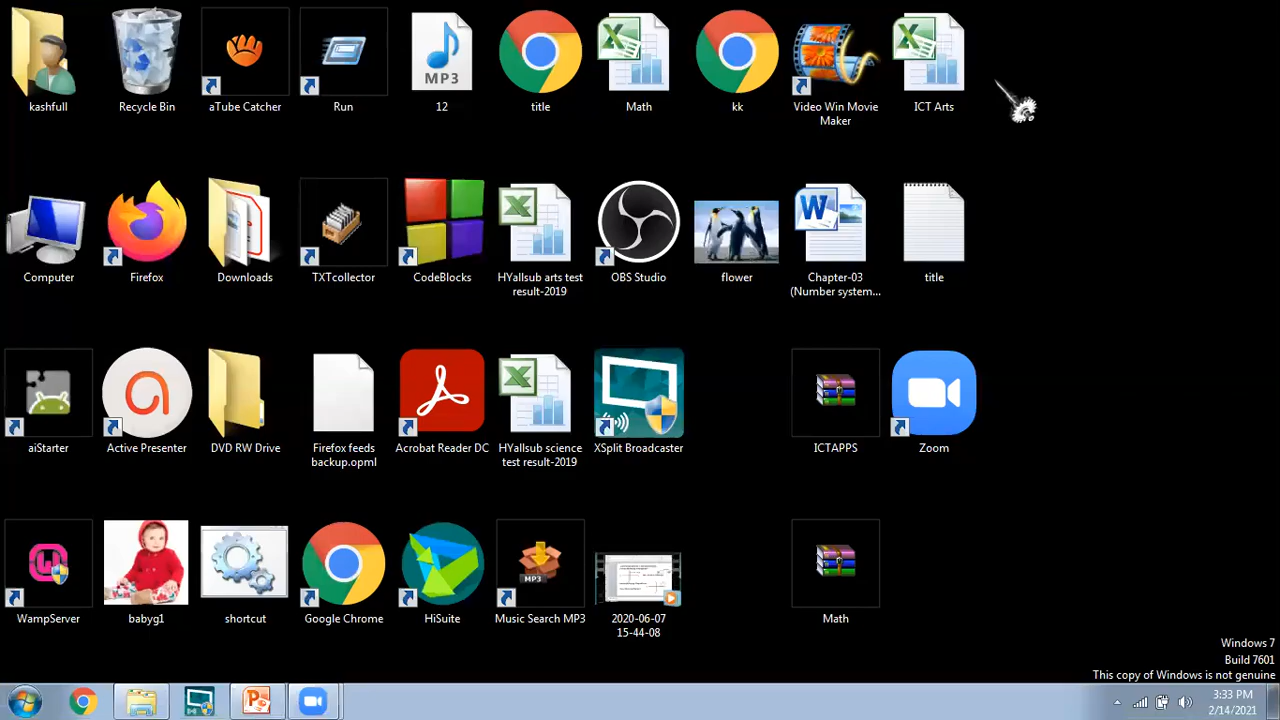 kashfull
Recycle Bin
aTube Catcher
Run
MP3
12
title
Math
kk
Video Win Movie
Maker
ICT Arts
Computer
Firefox
Downloads
TXTcollector
CodeBlocks
HYallsub arts test
result-2019
OBS Studio
flower
Chapter-03
(Number system...
title
aiStarter
Active Presenter
DVD RW Drive
Firefox feeds
backup.opml
Acrobat Reader DC
HYallsub science
test result-2019
XSplit Broadcaster
ICTAPPS
Zoom
WampServer
babyg1
shortcut
Google Chrome
HiSuite
MP3
Music Search MP3
2020-06-07
15-44-08
Math
Windows 7
Build 7601
This copy of Windows is not genuine
3:33 PM
2/14/2021